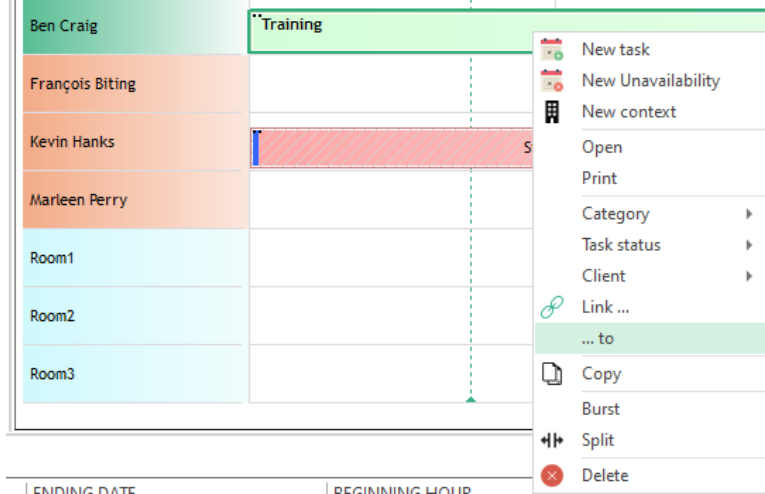 Ben Craig
Training
François Biting
Kevin Hanks
Marleen Perry
Room1
Room2
Room3
New task
New Unavailability
New context
Open
Print
Category
Task status
Client
Link ...
... to
Copy
Burst
Split
Delete
ENDING DATE
BEGINNING HOUR